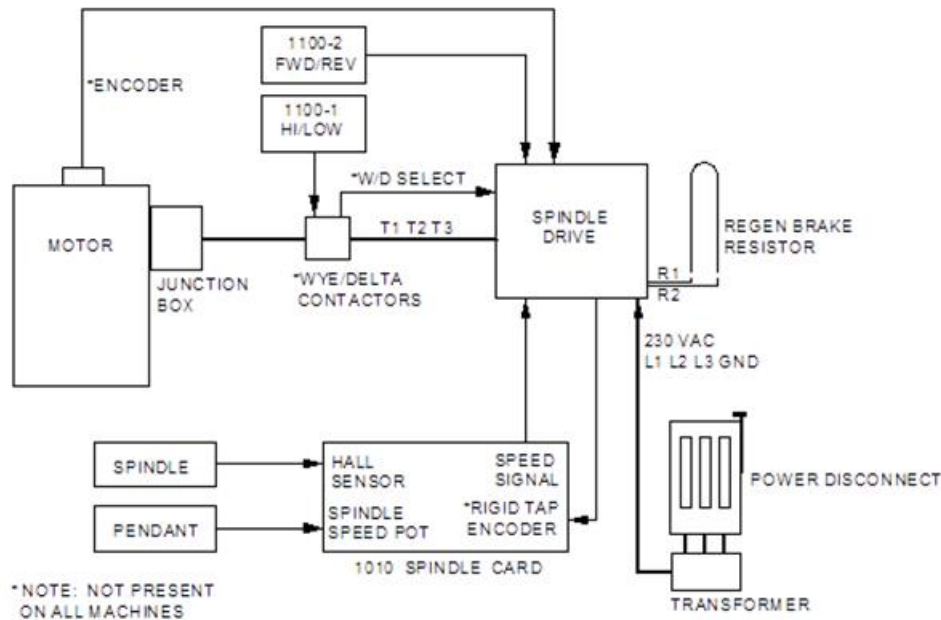 1100-2
FWD/REV
*ENCODER
1100-1
HI/LOW
*W/D SELECT
MOTOR
T1 T2 T3
SPINDLE
DRIVE
REGEN BRAKE
RESISTOR
JUNCTION
BOX
*WYE/DELTA
CONTACTORS
R1
R2
230 VAC
L1 L2 L3 GND
SPINDLE
HALL
SENSOR
SPEED
SIGNAL
POWER DISCONNECT
PENDANT
SPINDLE
SPEED POT
*RIGID TAP
ENCODER
1010 SPINDLE CARD
*NOTE: NOT PRESENT
ON ALL MACHINES
TRANSFORMER